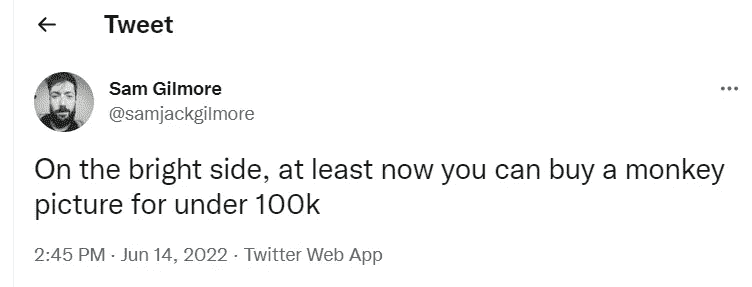 ← Tweet
Sam Gilmore
@samjackgilmore
On the bright side, at least now you can buy a monkey
picture for under 100k
2:45 PM · Jun 14, 2022 · Twitter Web App